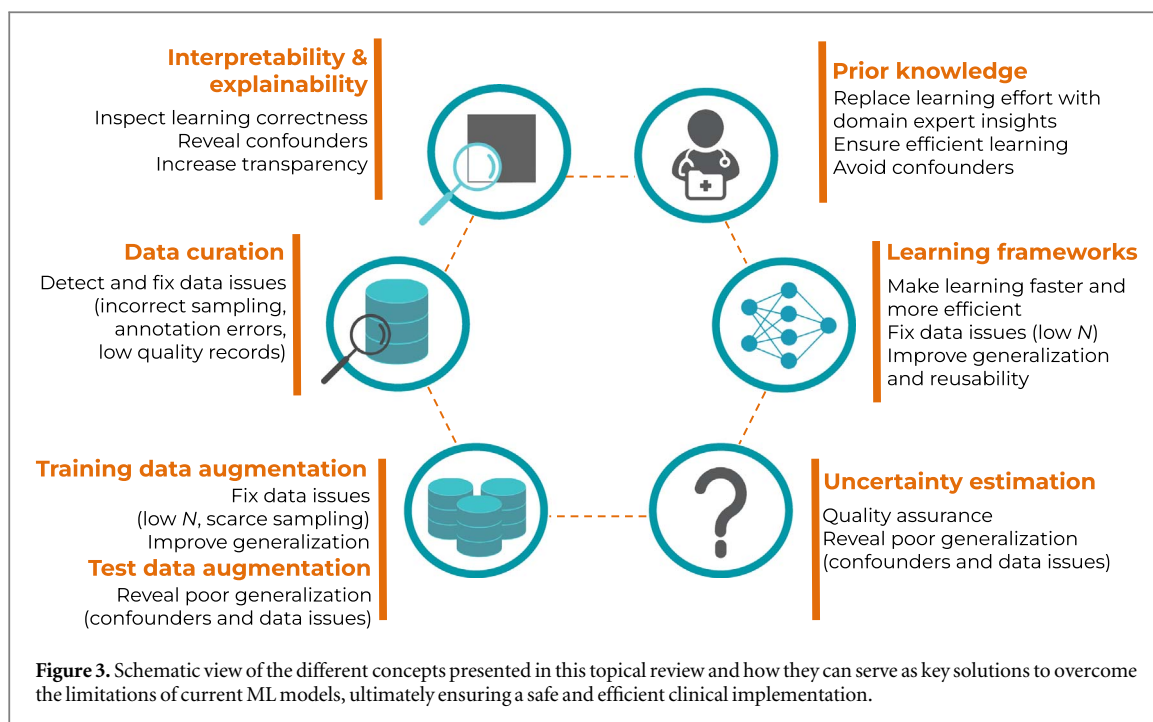 Interpretability &
explainability
Inspect learning correctness
Reveal confounders
Increase transparency
Prior knowledge
Replace learning effort with
domain expert insights
Ensure efficient learning
Avoid confounders
Data curation
Detect and fix data issues
(incorrect sampling,
annotation errors,
low quality records)
Learning frameworks
Make learning faster and
more efficient
Fix data issues (low N)
Improve generalization
and reusability
Training data augmentation
Fix data issues
(low N, scarce sampling)
Improve generalization
Test data augmentation
Reveal poor generalization
(confounders and data issues)
Uncertainty estimation
Quality assurance
Reveal poor generalization
(confounders and data issues)
Figure 3. Schematic view of the different concepts presented in this topical review and how they can serve as key solutions to overcome
the limitations of current ML models, ultimately ensuring a safe and efficient clinical implementation.